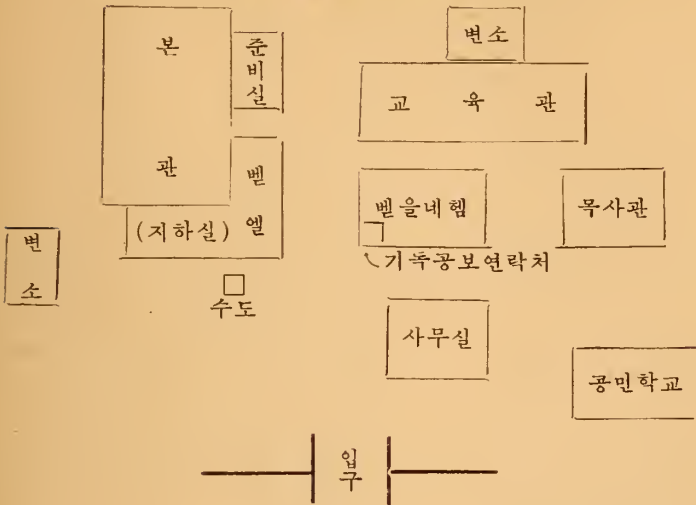 본관
준비실
벧엘
(지하실)
변소
수도
변소
교육관
벧을네헴
기독공보연락처
목사관
사무실
공민학교
입구